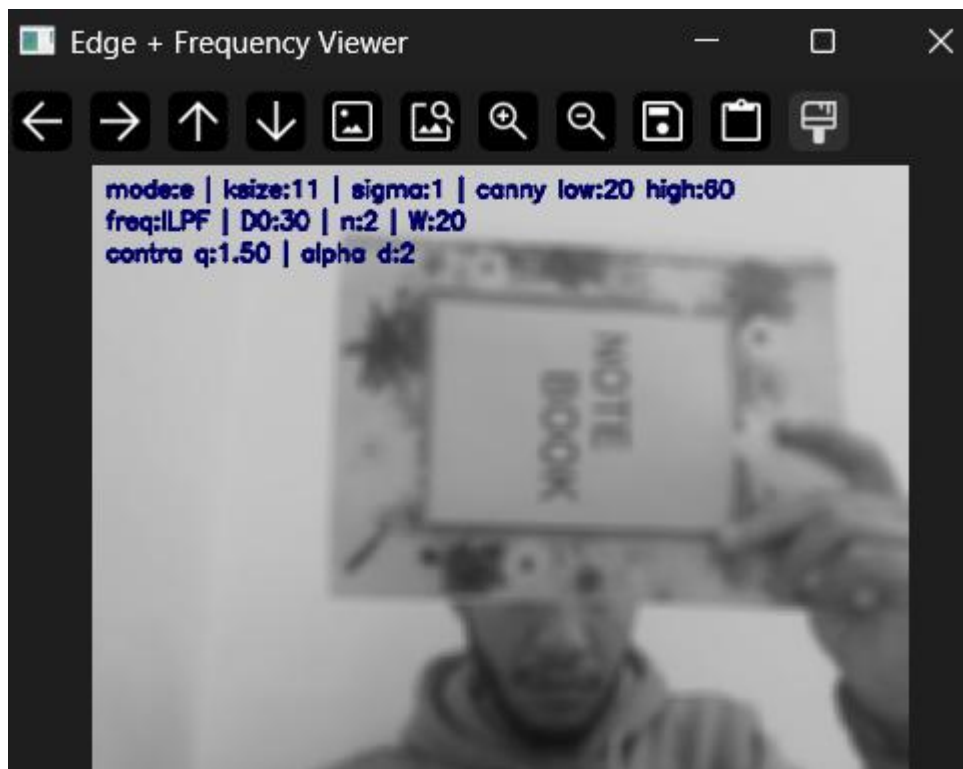 Edge + Frequency Viewer
mode:e | ksize:11 | sigma:1 | canny low:20 high:60
freq:ILPF | D0:30 | n:2 | W:20
contra q:1.50 | alpha d:2
NOTE
BOOK